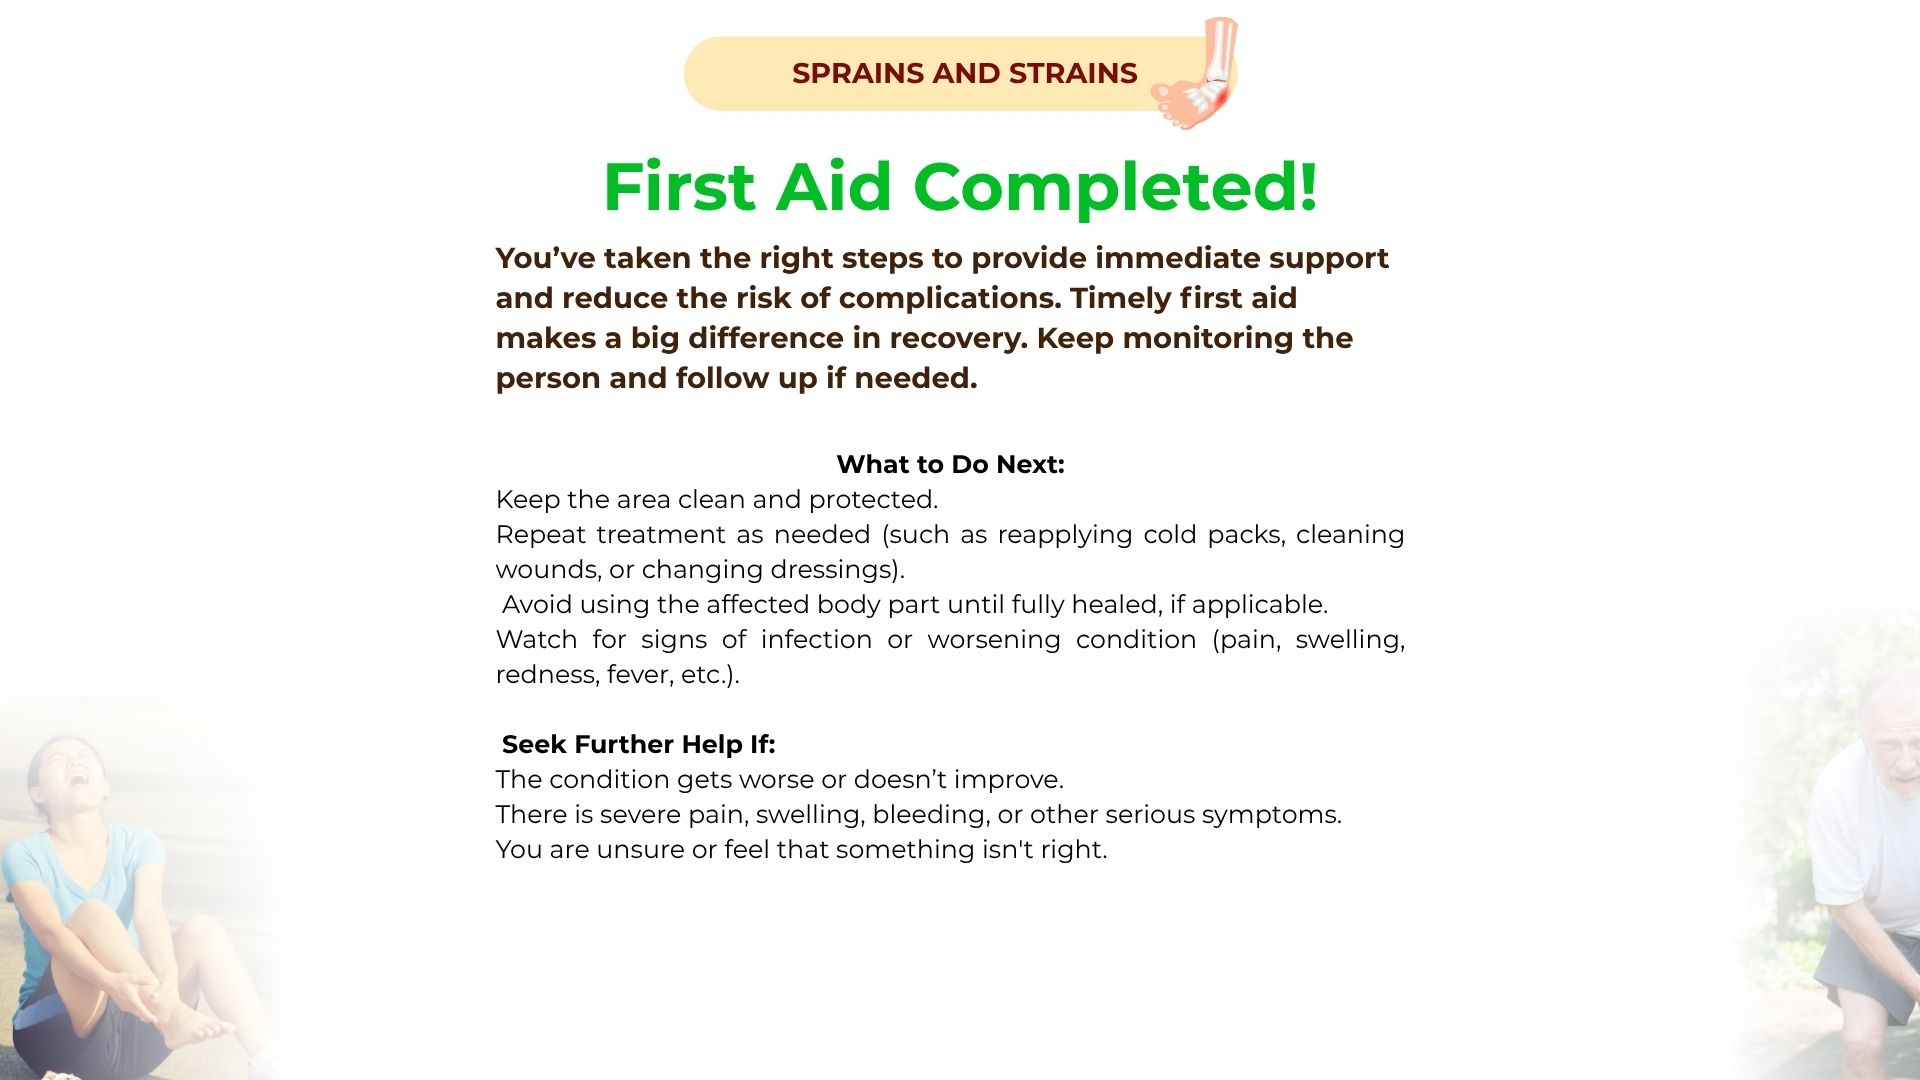 SPRAINS AND STRAINS
First Aid Completed!
You’ve taken the right steps to provide immediate support
and reduce the risk of complications. Timely first aid
makes a big difference in recovery. Keep monitoring the
person and follow up if needed.
What to Do Next:
Keep the area clean and protected.
Repeat treatment as needed (such as reapplying cold packs, cleaning
wounds, or changing dressings).
Avoid using the affected body part until fully healed, if applicable.
Watch for signs of infection or worsening condition (pain, swelling,
redness, fever, etc.).
Seek Further Help If:
The condition gets worse or doesn’t improve.
There is severe pain, swelling, bleeding, or other serious symptoms.
You are unsure or feel that something isn't right.